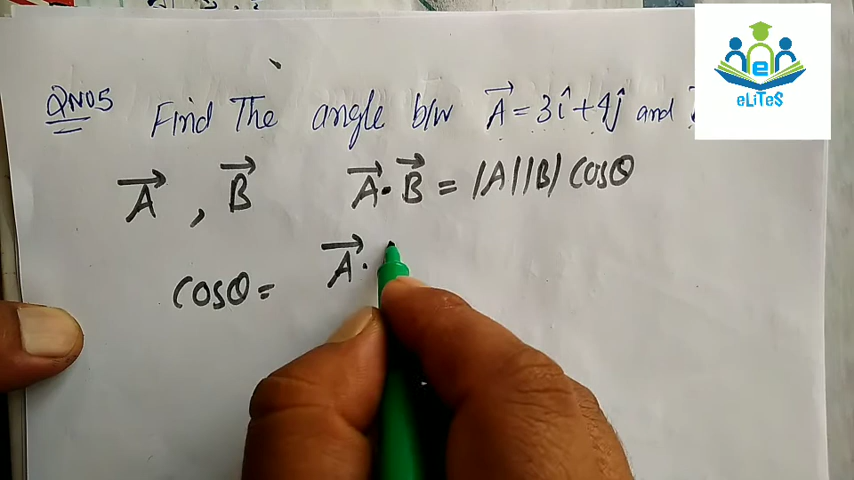 QNO5 Find The angle b/w A⃗ = 3î + 4ĵ and
A⃗ , B⃗ A⃗ · B⃗ = |A||B| cosθ
cosθ = A⃗ ·
e
eLiTeS